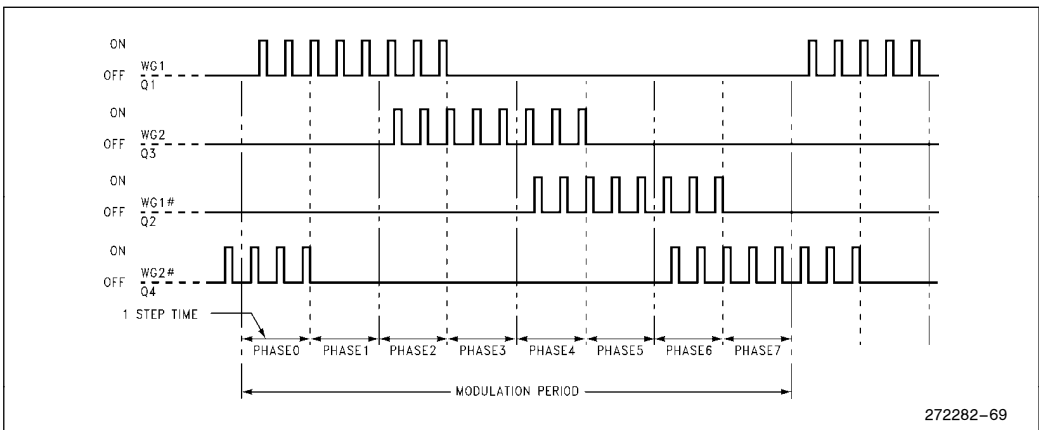 ON
OFF WG1
Q1
ON
OFF WG2
Q3
ON
OFF WG1#
Q2
ON
OFF WG2#
Q4
1 STEP TIME
PHASE0 PHASE1 PHASE2 PHASE3 PHASE4 PHASE5 PHASE6 PHASE7
MODULATION PERIOD
272282–69